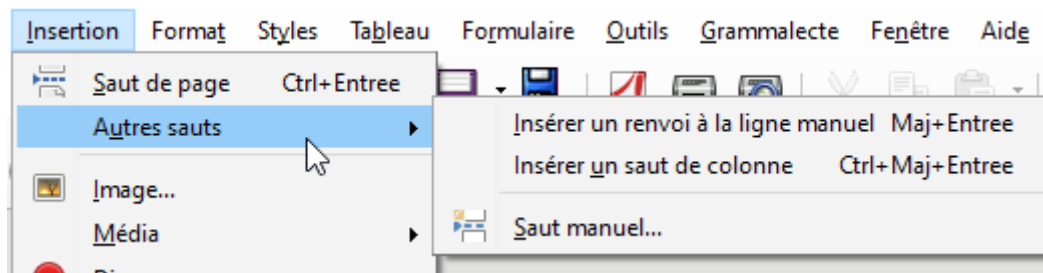 Insertion Format Styles Tableau Formulaire Outils Grammalecte Fenêtre Aide
Saut de page Ctrl+Entree
Autres sauts
Insérer un renvoi à la ligne manuel Maj+Entree
Insérer un saut de colonne Ctrl+Maj+Entree
Image...
Saut manuel...
Média